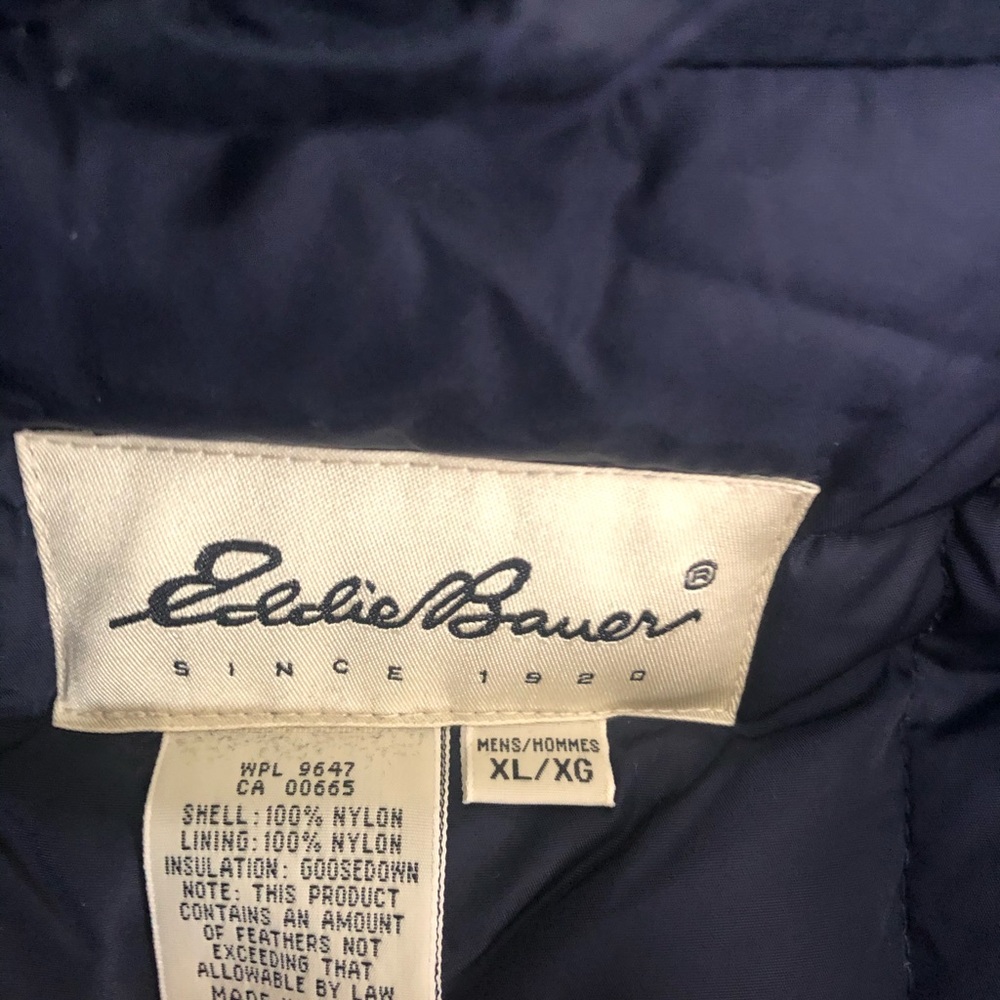 Eddie Bauer ®
SINCE 1920
MENS/HOMMES
XL/XG
WPL 9647
CA 00665
SHELL: 100% NYLON
LINING: 100% NYLON
INSULATION: GOOSEDOWN
NOTE: THIS PRODUCT
CONTAINS AN AMOUNT
OF FEATHERS NOT
EXCEEDING THAT
ALLOWABLE BY LAW
MADE